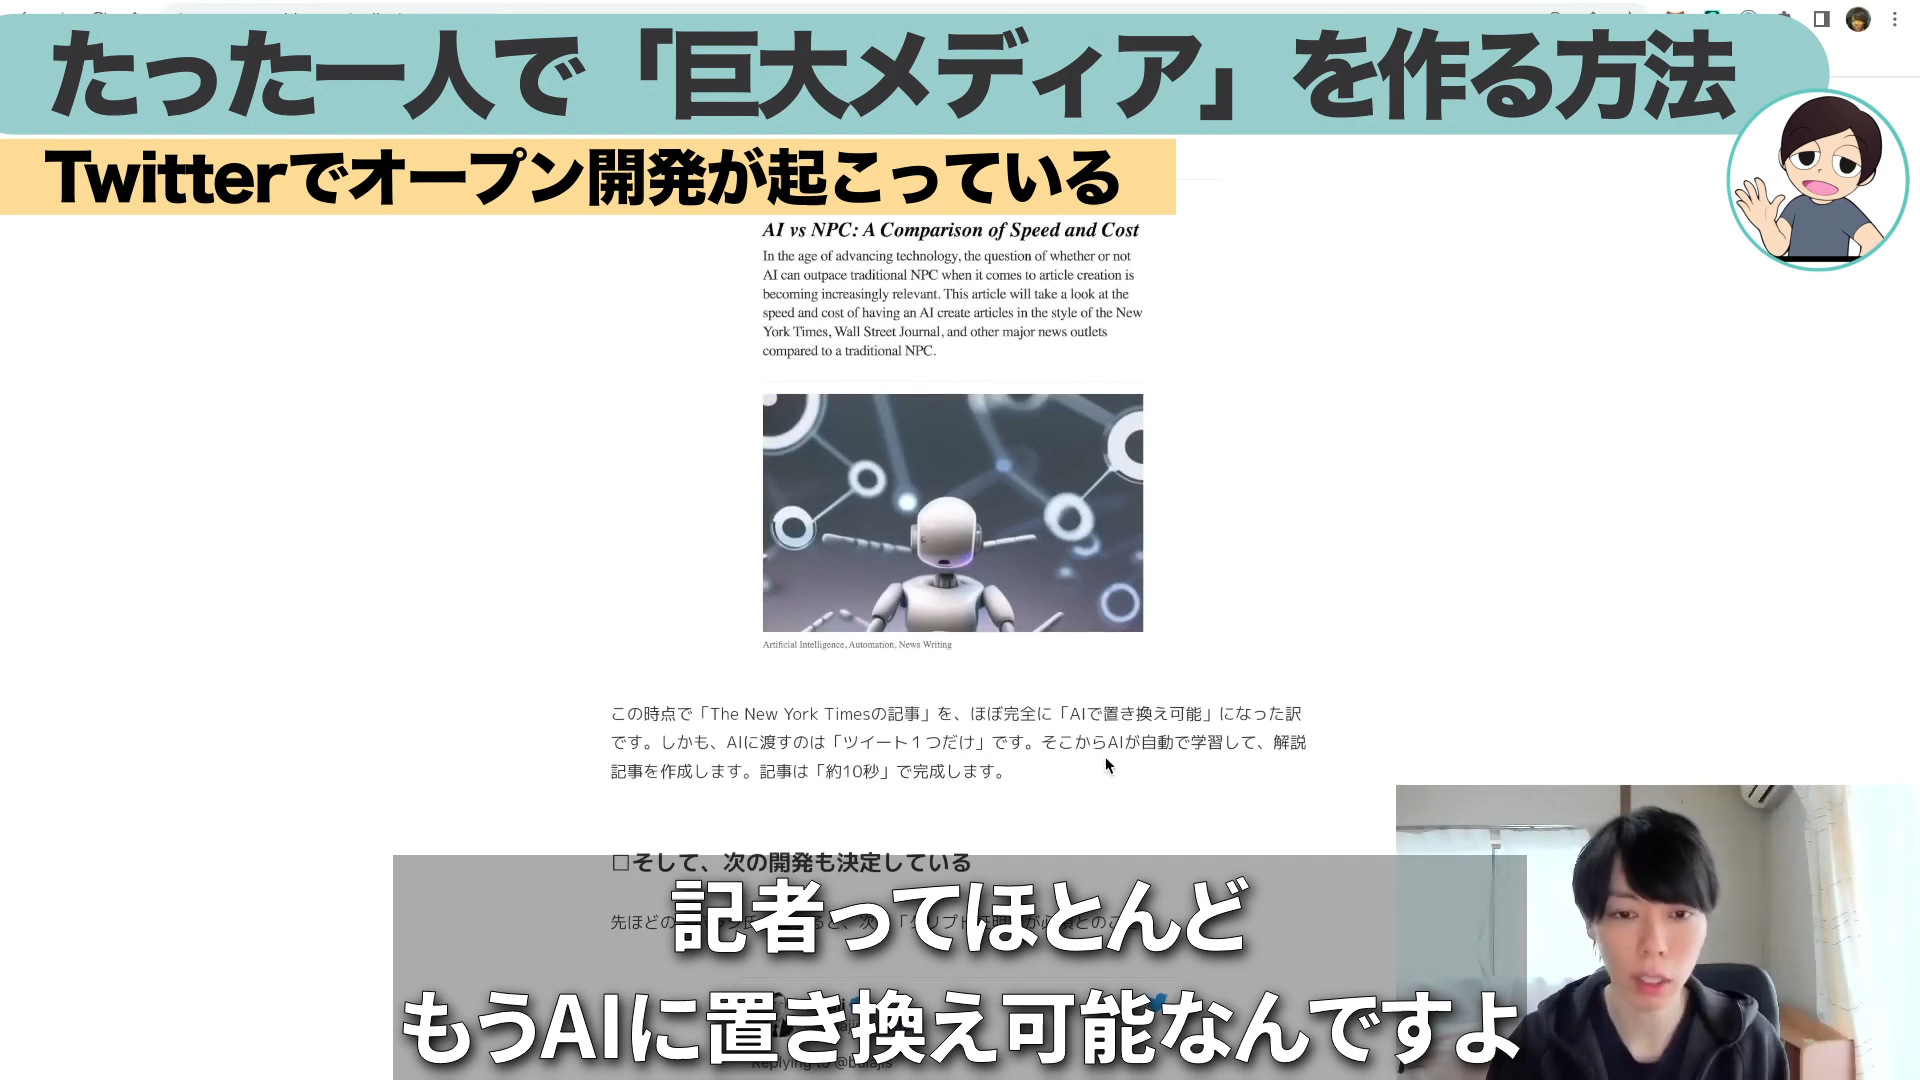 たった一人で「巨大メディア」を作る方法
Twitterでオープン開発が起こっている
AI vs NPC: A Comparison of Speed and Cost
In the age of advancing technology, the question of whether or not
AI can outpace traditional NPC when it comes to article creation is
becoming increasingly relevant. This article will take a look at the
speed and cost of having an AI create articles in the style of the New
York Times, Wall Street Journal, and other major news outlets
compared to a traditional NPC.
Artificial Intelligence, Automation, News Writing
この時点で「The New York Timesの記事」を、ほぼ完全に「AIで置き換え可能」になった訳
です。しかも、AIに渡すのは「ツイート１つだけ」です。そこからAIが自動で学習して、解説
記事を作成します。記事は「約10秒」で完成します。
□そして、次の開発も決定している
先ほどの
記者ってほとんど
もうAIに置き換え可能なんですよ
Replying to @balajis